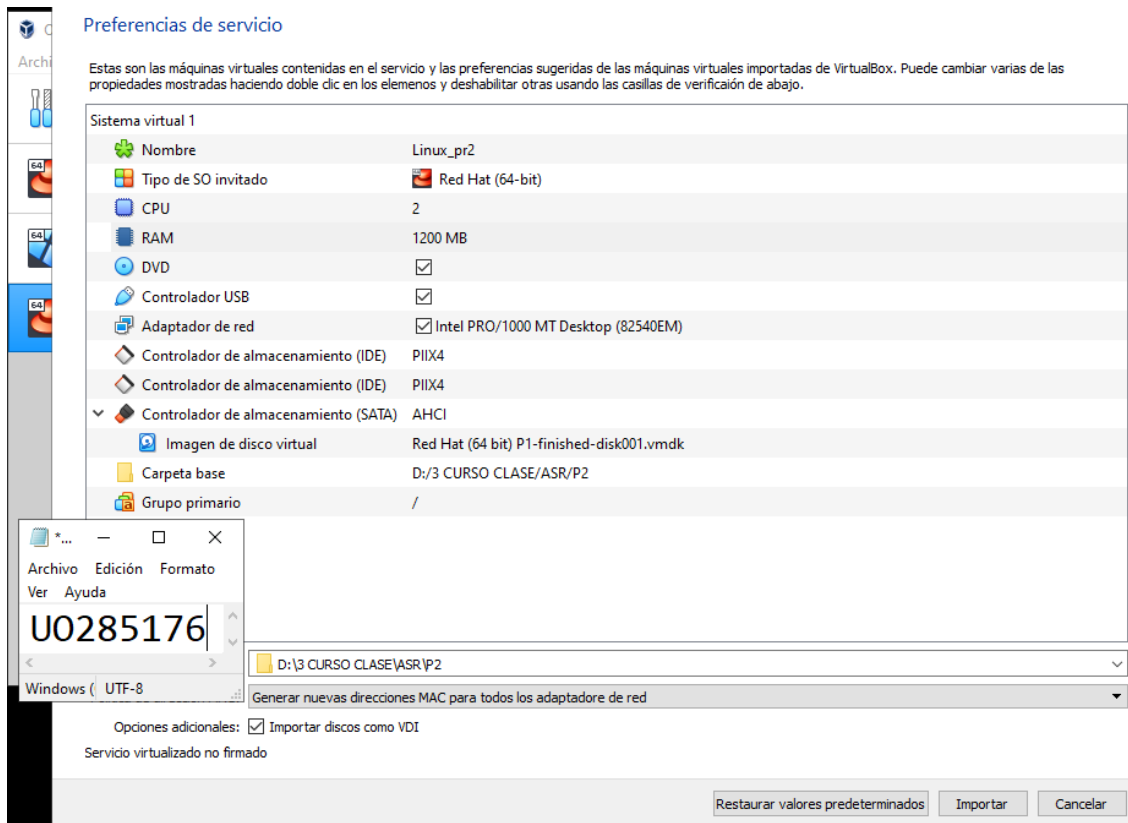 Preferencias de servicio
Archi
Estas son las máquinas virtuales contenidas en el servicio y las preferencias sugeridas de las máquinas virtuales importadas de VirtualBox. Puede cambiar varias de las
propiedades mostradas haciendo doble clic en los elemenos y deshabilitar otras usando las casillas de verificaión de abajo.
Sistema virtual 1
Nombre Linux_pr2
64 Tipo de SO invitado Red Hat (64-bit)
CPU 2
64 RAM 1200 MB
DVD
Controlador USB
64 Adaptador de red Intel PRO/1000 MT Desktop (82540EM)
Controlador de almacenamiento (IDE) PIIX4
Controlador de almacenamiento (IDE) PIIX4
Controlador de almacenamiento (SATA) AHCI
Imagen de disco virtual Red Hat (64 bit) P1-finished-disk001.vmdk
Carpeta base D:/3 CURSO CLASE/ASR/P2
Grupo primario /
*...
Archivo Edición Formato
Ver Ayuda
UO285176
Windows ( UTF-8
D:\3 CURSO CLASE\ASR\P2
Generar nuevas direcciones MAC para todos los adaptadore de red
Opciones adicionales: Importar discos como VDI
Servicio virtualizado no firmado
Restaurar valores predeterminados Importar Cancelar